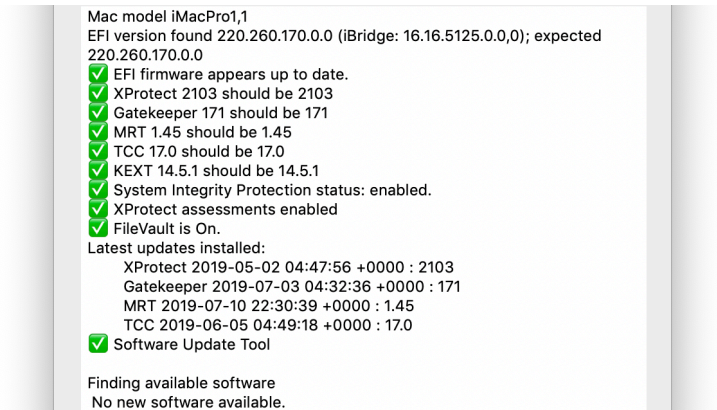 Mac model iMacPro1,1
EFI version found 220.260.170.0.0 (iBridge: 16.16.5125.0.0,0); expected
220.260.170.0.0
✅ EFI firmware appears up to date.
✅ XProtect 2103 should be 2103
✅ Gatekeeper 171 should be 171
✅ MRT 1.45 should be 1.45
✅ TCC 17.0 should be 17.0
✅ KEXT 14.5.1 should be 14.5.1
✅ System Integrity Protection status: enabled.
✅ XProtect assessments enabled
✅ FileVault is On.
Latest updates installed:
XProtect 2019-05-02 04:47:56 +0000 : 2103
Gatekeeper 2019-07-03 04:32:36 +0000 : 171
MRT 2019-07-10 22:30:39 +0000 : 1.45
TCC 2019-06-05 04:49:18 +0000 : 17.0
✅ Software Update Tool
Finding available software
No new software available.